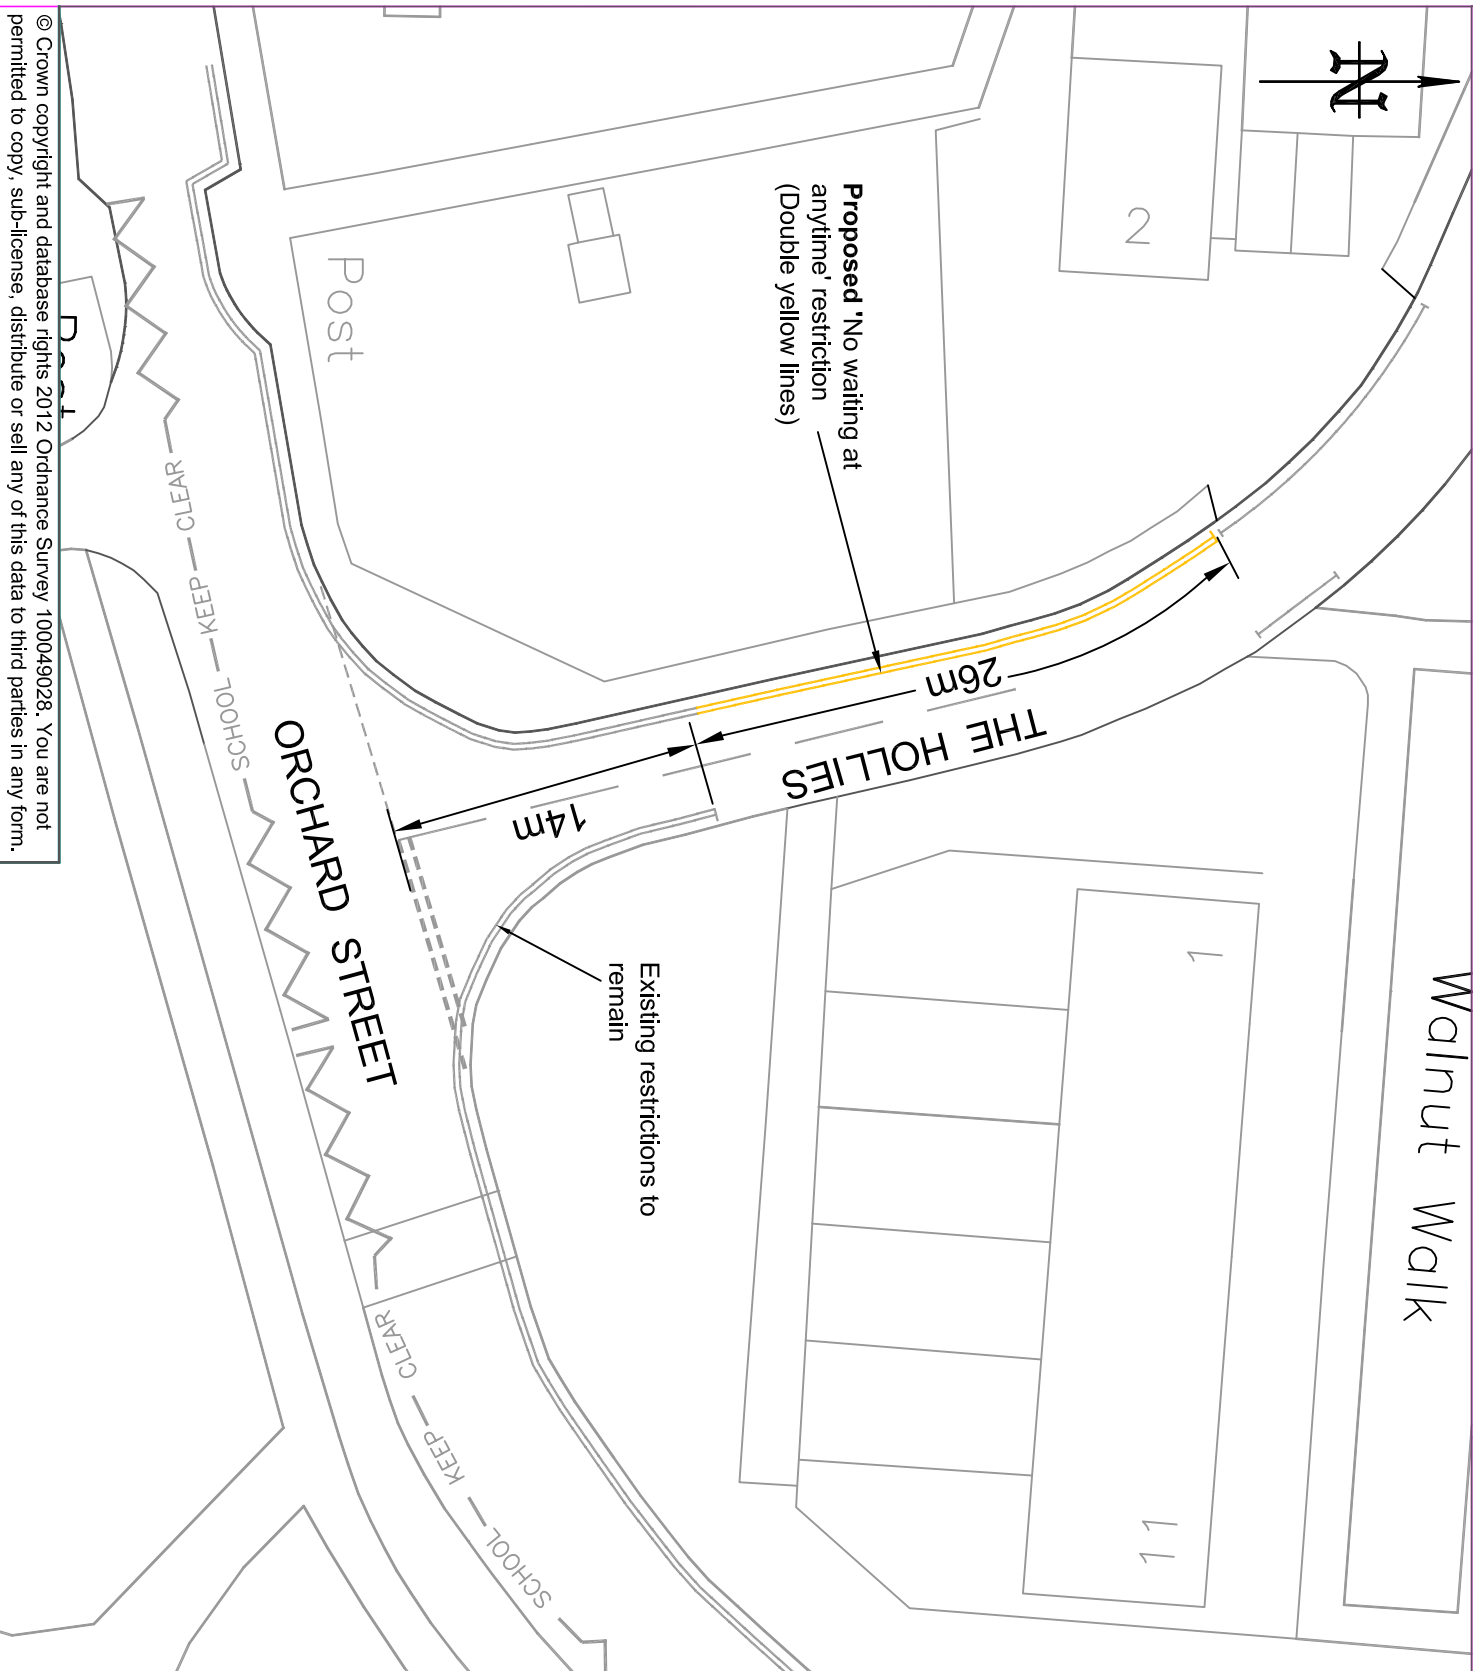 N
Walnut Walk
2
1
11
Proposed 'No waiting at
anytime' restriction
(Double yellow lines)
26m
THE HOLLIES
14m
Existing restrictions to
remain
Post
ORCHARD STREET
SCHOOL KEEP CLEAR
SCHOOL KEEP CLEAR
© Crown copyright and database rights 2012 Ordnance Survey 100049028. You are not
permitted to copy, sub-license, distribute or sell any of this data to third parties in any form.